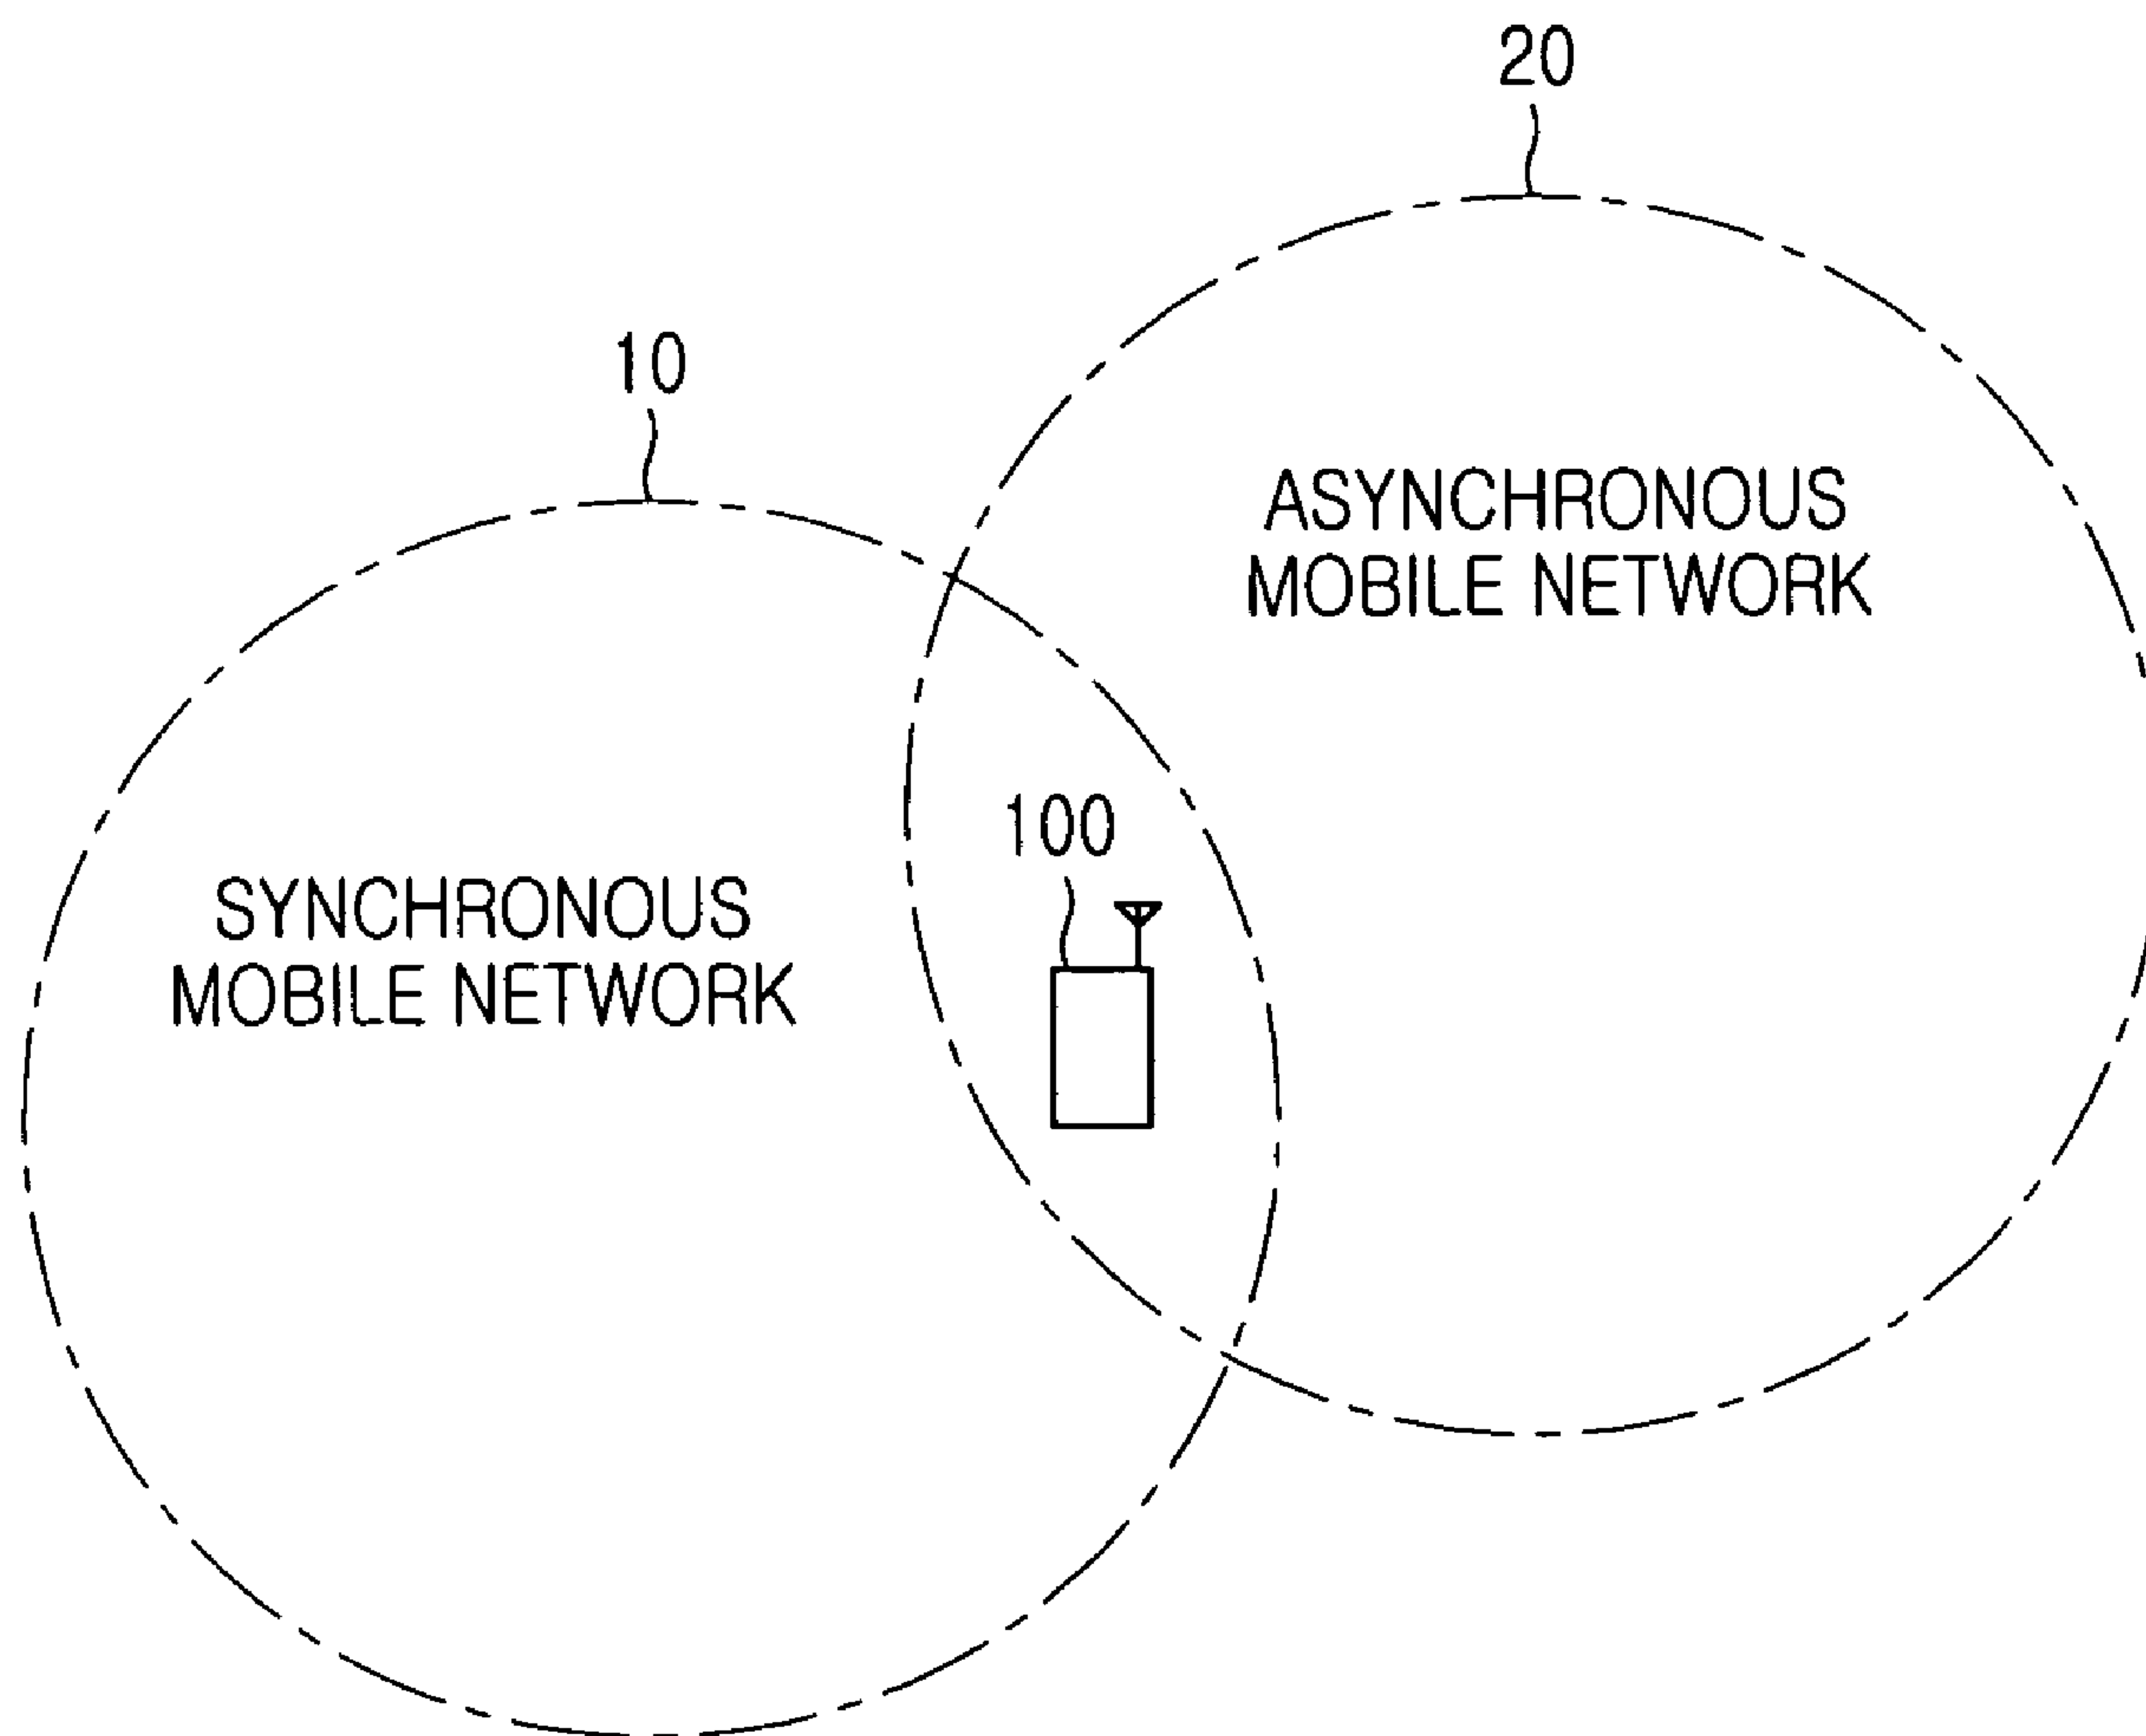 20
10
ASYNCHRONOUS
MOBILE NETWORK
100
SYNCHRONOUS
MOBILE NETWORK